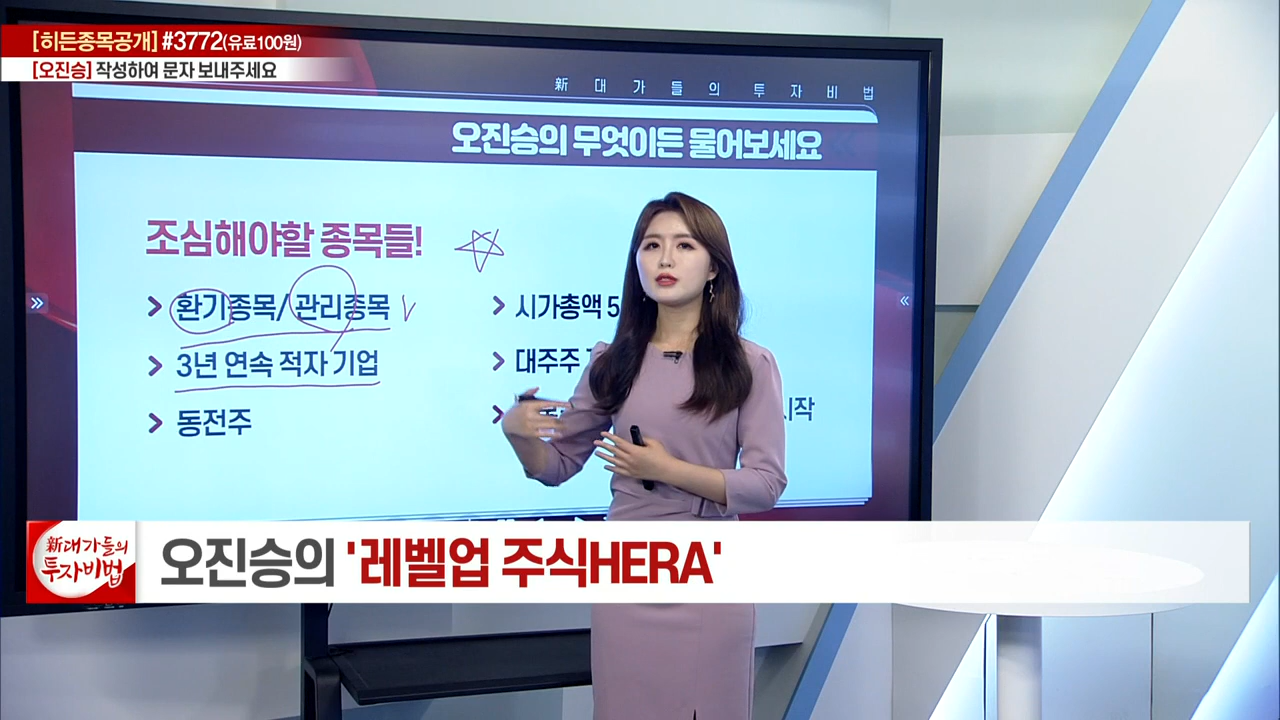 [히든종목공개] #3772(유료100원)
[오진승] 작성하여 문자 보내주세요
新 대가들의 투자비법
오진승의 무엇이든 물어보세요
조심해야할 종목들!
환기종목/관리종목
3년 연속 적자 기업
동전주
시가총액 5
대주주
시작
新대가들의
투자비법
오진승의 '레벨업 주식HERA'